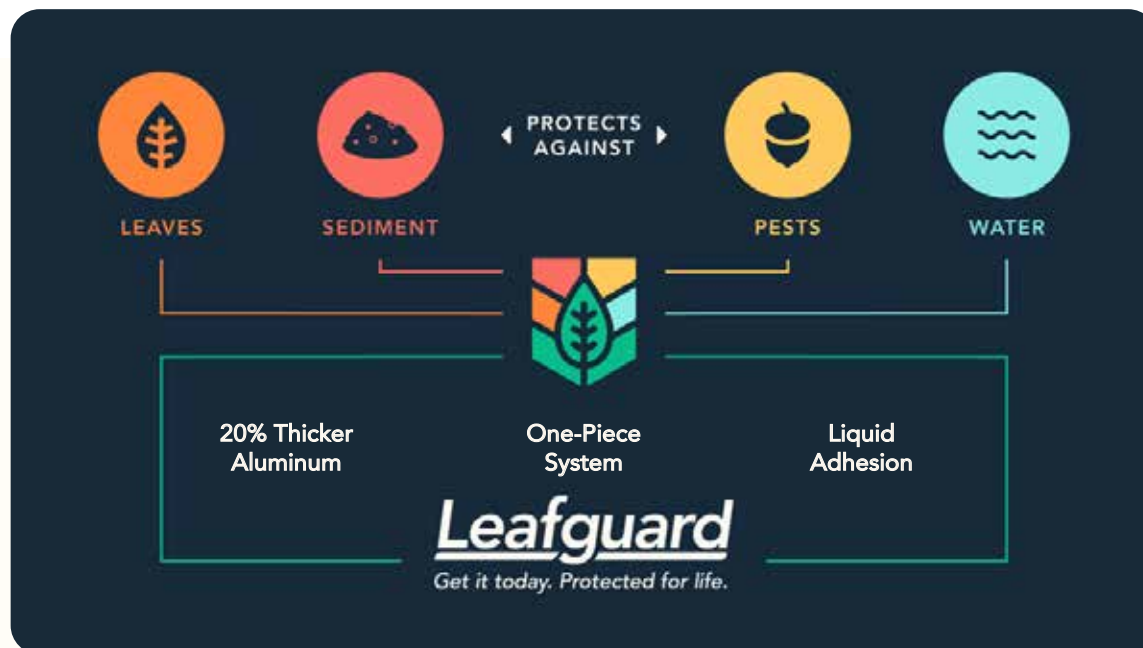 PROTECTS
AGAINST
LEAVES
SEDIMENT
PESTS
WATER
20% Thicker
Aluminum
One-Piece
System
Liquid
Adhesion
Leafguard
Get it today. Protected for life.